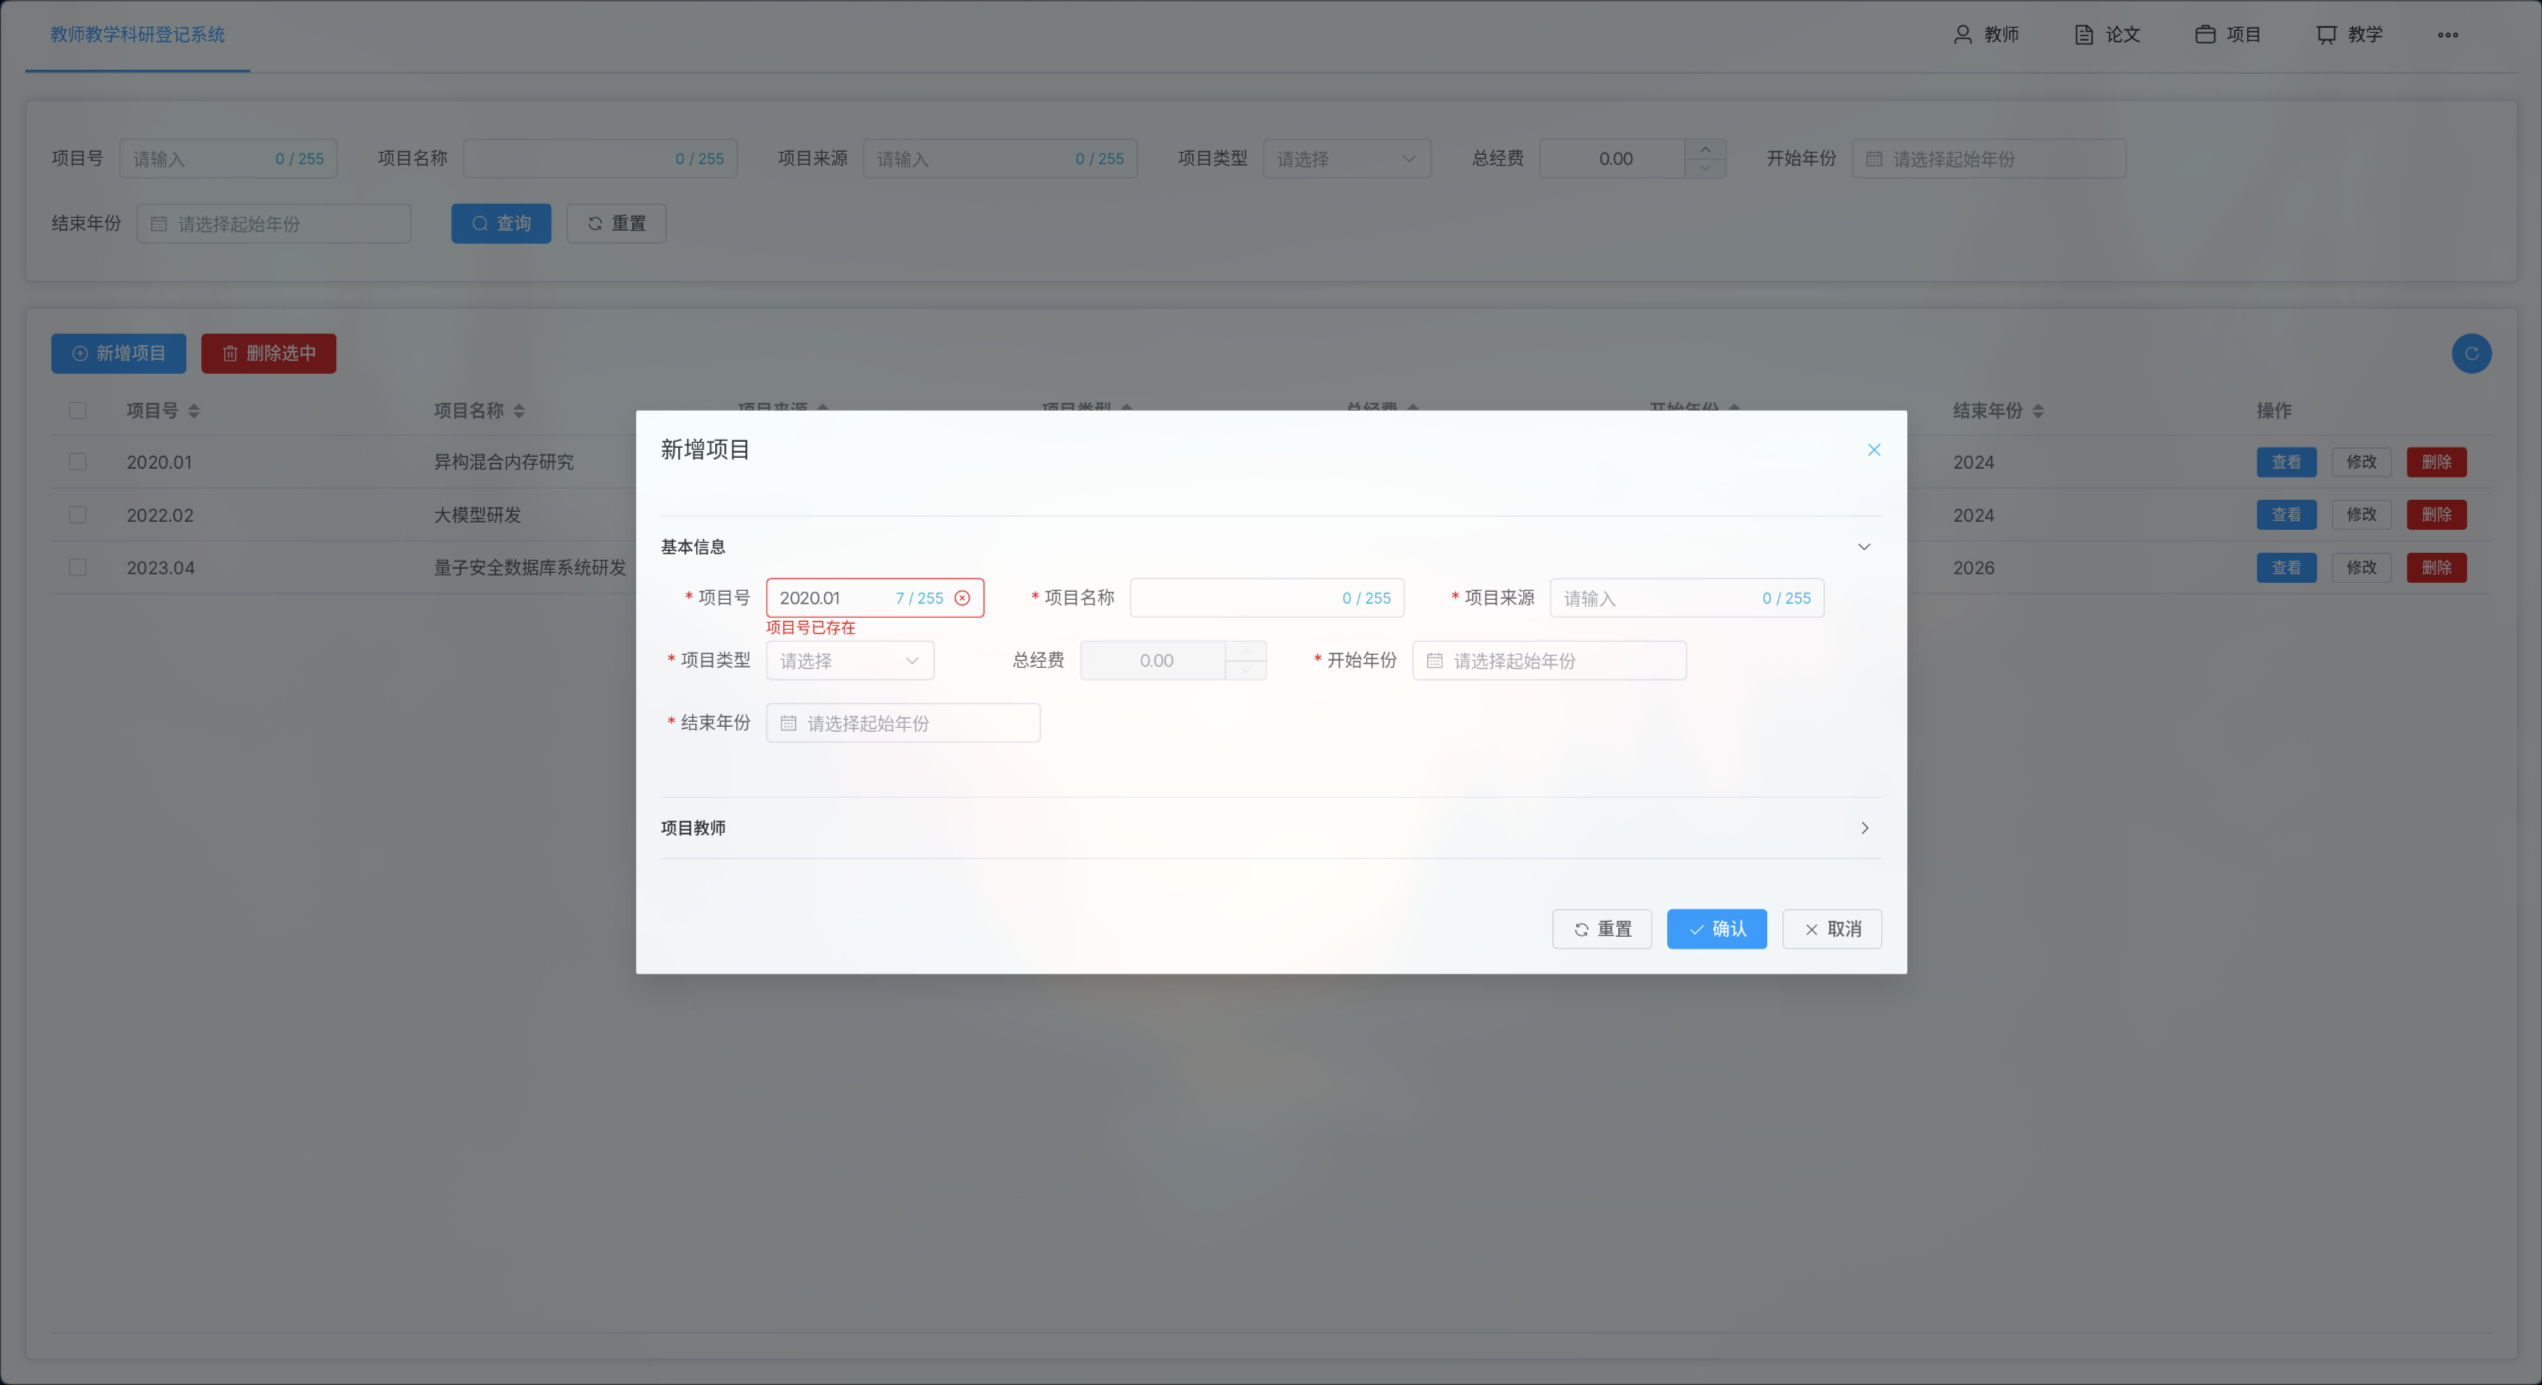 教师教学科研登记系统 教师 论文 项目 教学
项目号 请输入 0 / 255 项目名称 0 / 255 项目来源 请输入 0 / 255 项目类型 请选择 总经费 0.00 开始年份 请选择起始年份
结束年份 请选择起始年份 查询 重置
新增项目 删除选中
项目号 项目名称 项目来源 项目类型 总经费 开始年份 结束年份 操作
2020.01 异构混合内存研究 2024 查看 修改 删除
2022.02 大模型研发 2024 查看 修改 删除
2023.04 量子安全数据库系统研发 2026 查看 修改 删除
新增项目
基本信息
* 项目号 2020.01 7 / 255 * 项目名称 0 / 255 * 项目来源 请输入 0 / 255
项目号已存在
* 项目类型 请选择 总经费 0.00 * 开始年份 请选择起始年份
* 结束年份 请选择起始年份
项目教师
重置 确认 取消